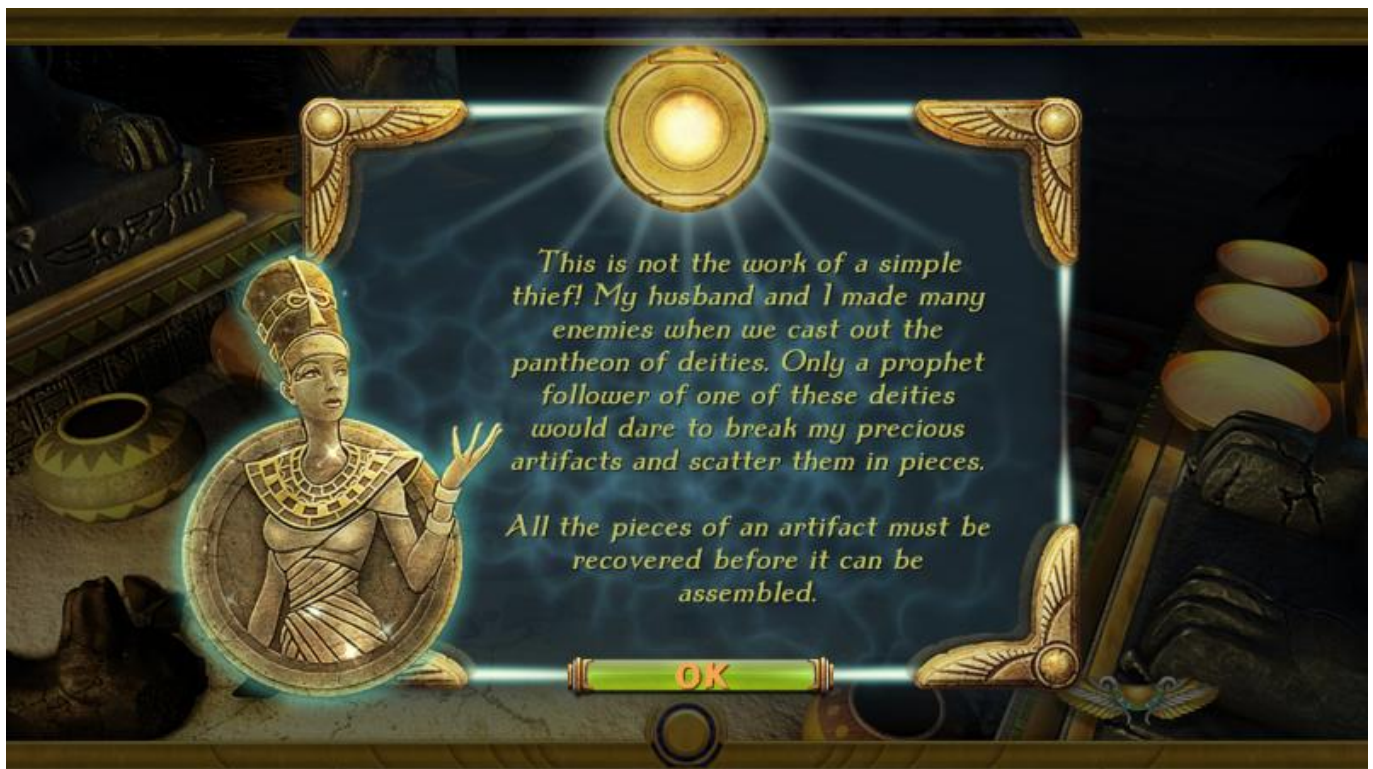 This is not the work of a simple
thief! My husband and I made many
enemies when we cast out the
pantheon of deities. Only a prophet
follower of one of these deities
would dare to break my precious
artifacts and scatter them in pieces.
All the pieces of an artifact must be
recovered before it can be
assembled.
OK